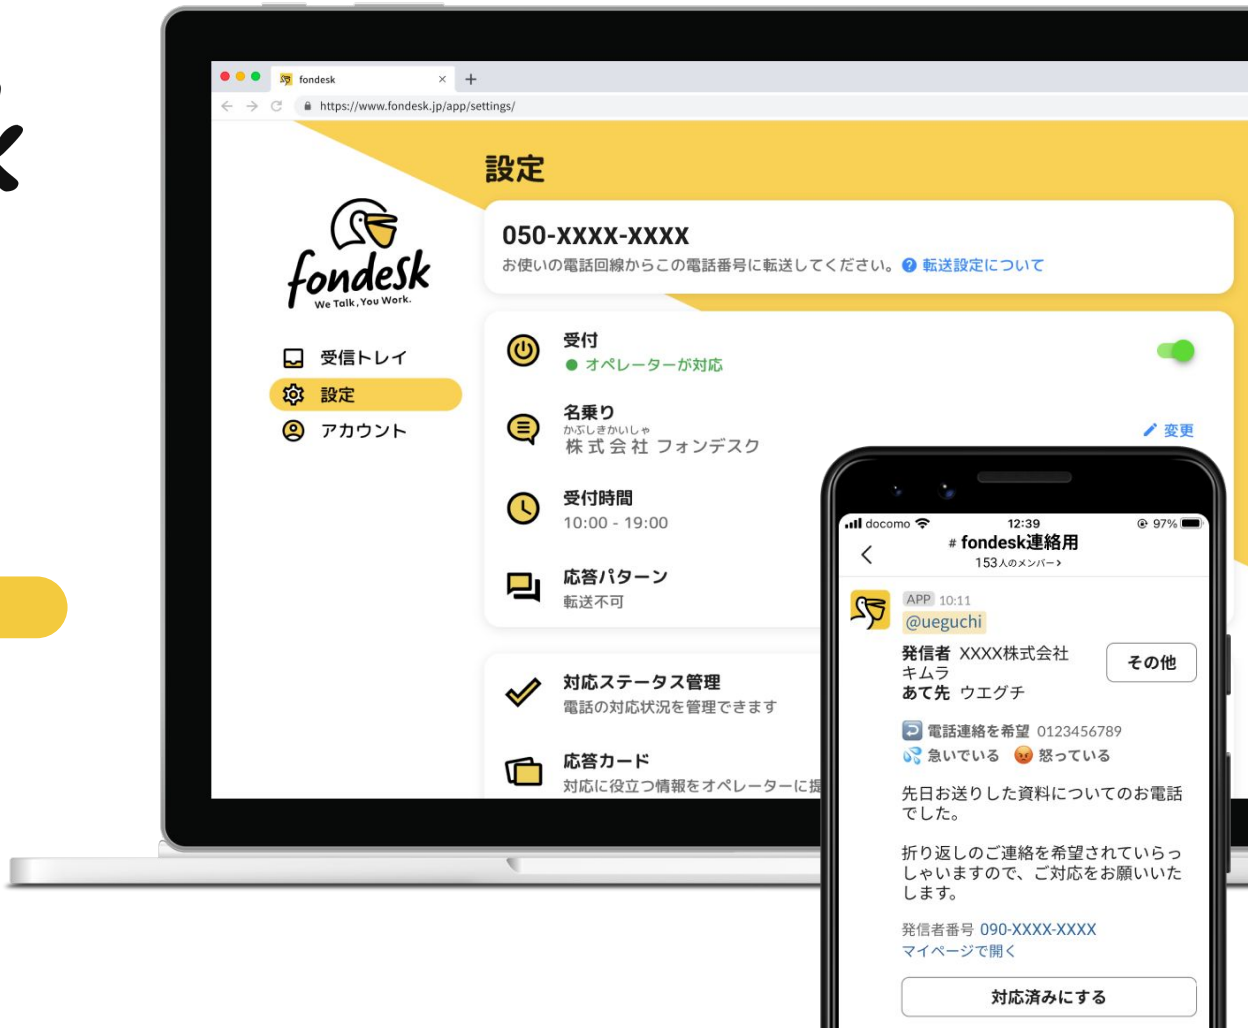 fondesk
https://www.fondesk.jp/app/settings/
fondesk
We Talk, You Work.
受信トレイ
設定
アカウント
設定
050-XXXX-XXXX
お使いの電話回線からこの電話番号に転送してください。 転送設定について
受付
オペレーターが対応
名乗り
かぶしきかいしゃ
株式会社 フォンデスク
変更
受付時間
10:00 - 19:00
応答パターン
転送不可
対応ステータス管理
電話の対応状況を管理できます
応答カード
対応に役立つ情報をオペレーターに提
docomo 12:39 97%
# fondesk連絡用
153人のメンバー
APP 10:11
@ueguchi
発信者 XXXX株式会社
キムラ
あて先 ウエグチ
その他
電話連絡を希望 0123456789
急いでいる 怒っている
先日お送りした資料についてのお電話
でした。
折り返しのご連絡を希望されていらっ
しゃいますので、ご対応をお願いいた
します。
発信者番号 090-XXXX-XXXX
マイページで開く
対応済みにする